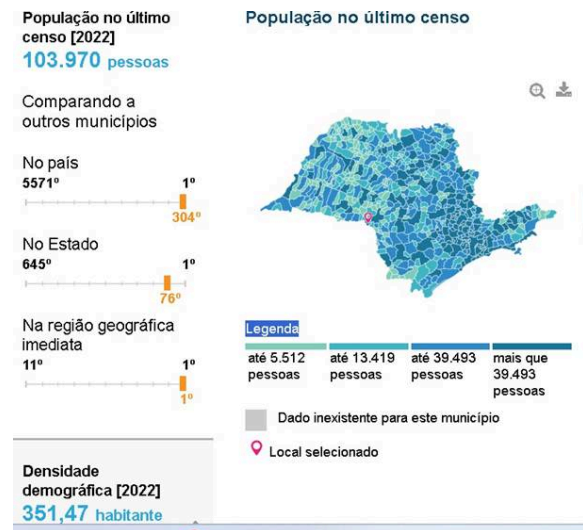 População no último
censo [2022]
103.970 pessoas
Comparando a
outros municípios
No país
5571º 1º
304º
No Estado
645º 1º
76º
Na região geográfica
imediata
11º 1º
1º
Densidade
demográfica [2022]
351,47 habitante
População no último censo
Legenda
até 5.512
pessoas
até 13.419
pessoas
até 39.493
pessoas
mais que
39.493
pessoas
Dado inexistente para este município
Local selecionado